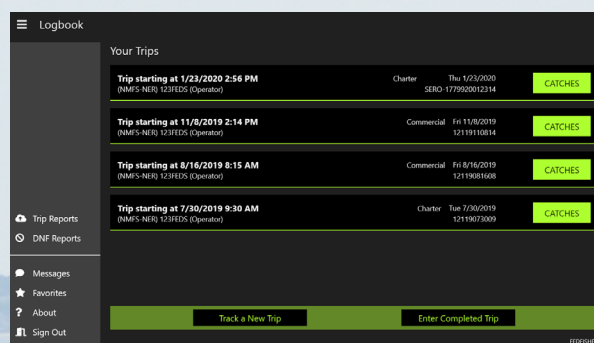 Logbook
Your Trips
Trip starting at 1/23/2020 2:56 PM
(NMFS-NER) 123FEDS (Operator)
Charter Thu 1/23/2020
SERO-1779920012314
CATCHES
Trip starting at 11/8/2019 2:14 PM
(NMFS-NER) 123FEDS (Operator)
Commercial Fri 11/8/2019
12119110814
CATCHES
Trip starting at 8/16/2019 8:15 AM
(NMFS-NER) 123FEDS (Operator)
Commercial Fri 8/16/2019
12119081608
CATCHES
Trip starting at 7/30/2019 9:30 AM
(NMFS-NER) 123FEDS (Operator)
Charter Tue 7/30/2019
12119073009
CATCHES
Trip Reports
DNF Reports
Messages
Favorites
? About
Sign Out
Track a New Trip
Enter Completed Trip